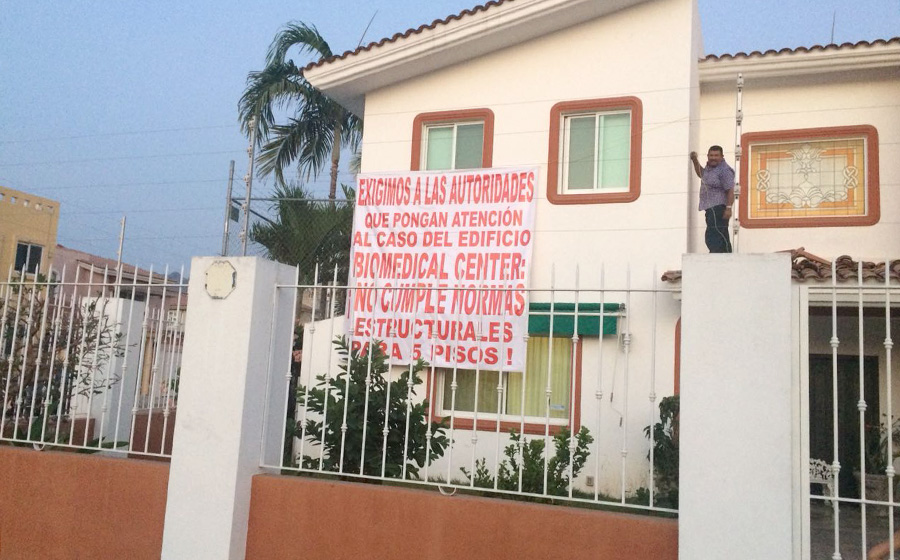 EXIGIMOS A LAS AUTORIDADES
QUE PONGAN ATENCIÓN
AL CASO DEL EDIFICIO
BIOMEDICAL CENTER:
NO CUMPLE NORMAS
ESTRUCTURALES
PARA 5 PISOS !